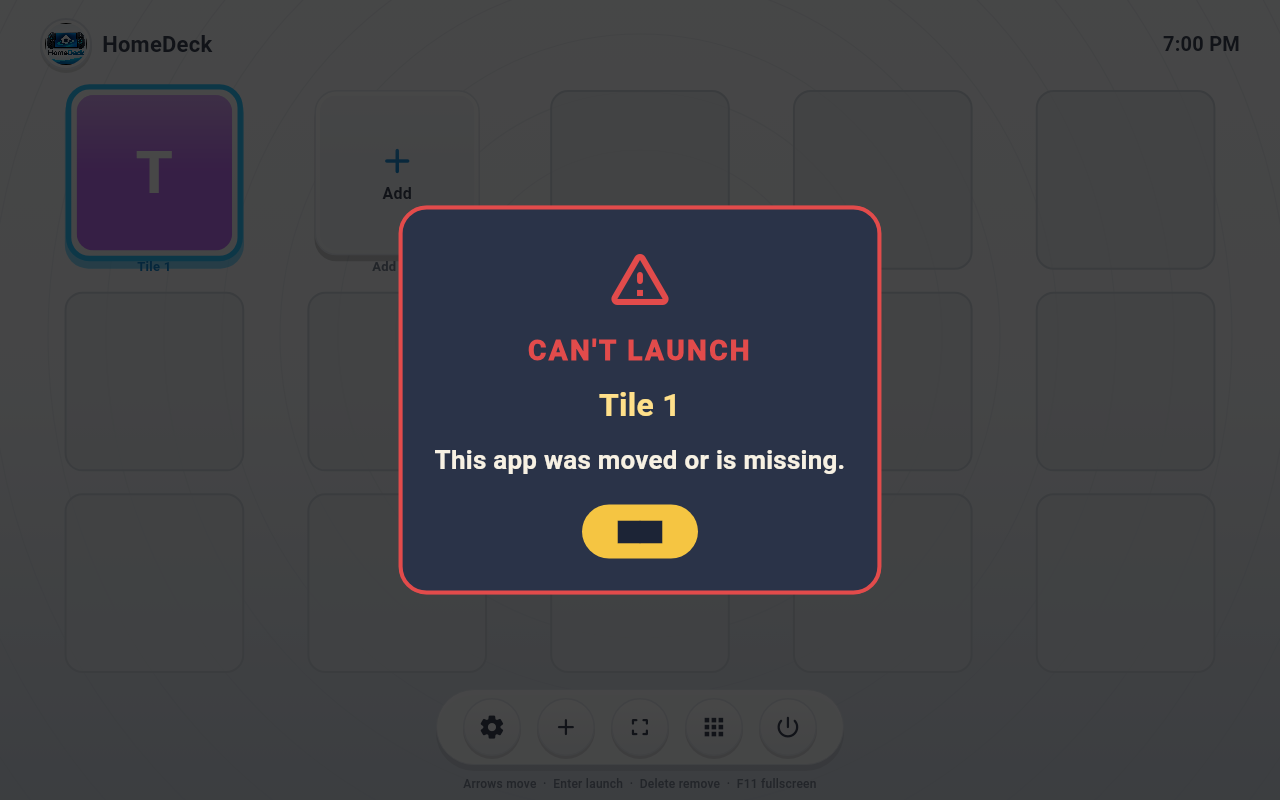 HomeDeck
7:00 PM
T
Add
Tile 1
Add
CAN'T LAUNCH
Tile 1
This app was moved or is missing.
Arrows move · Enter launch · Delete remove · F11 fullscreen